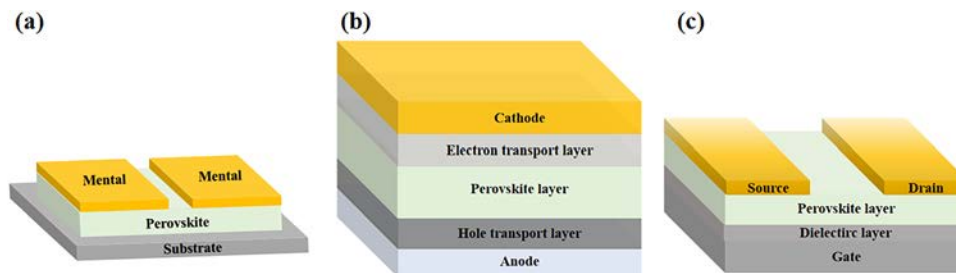 (a)
Mental
Mental
Perovskite
Substrate
(b)
Cathode
Electron transport layer
Perovskite layer
Hole transport layer
Anode
(c)
Source
Drain
Perovskite layer
Dielectirc layer
Gate